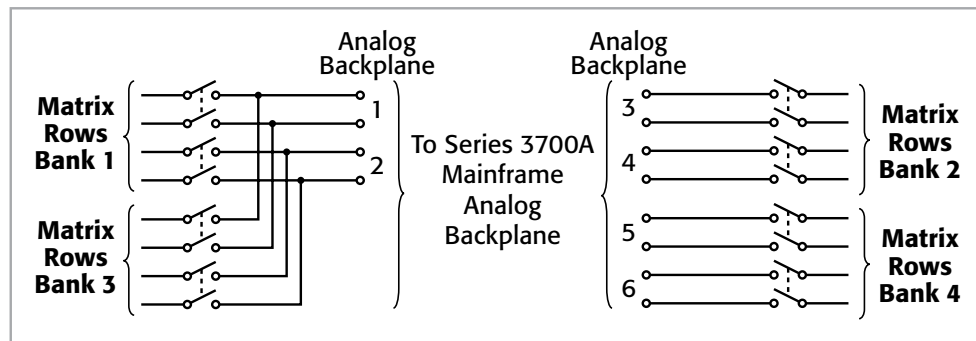 Analog
Backplane
Matrix
Rows
Bank 1
1
2
Matrix
Rows
Bank 3
To Series 3700A
Mainframe
Analog
Backplane
Analog
Backplane
3
4
5
6
Matrix
Rows
Bank 2
Matrix
Rows
Bank 4